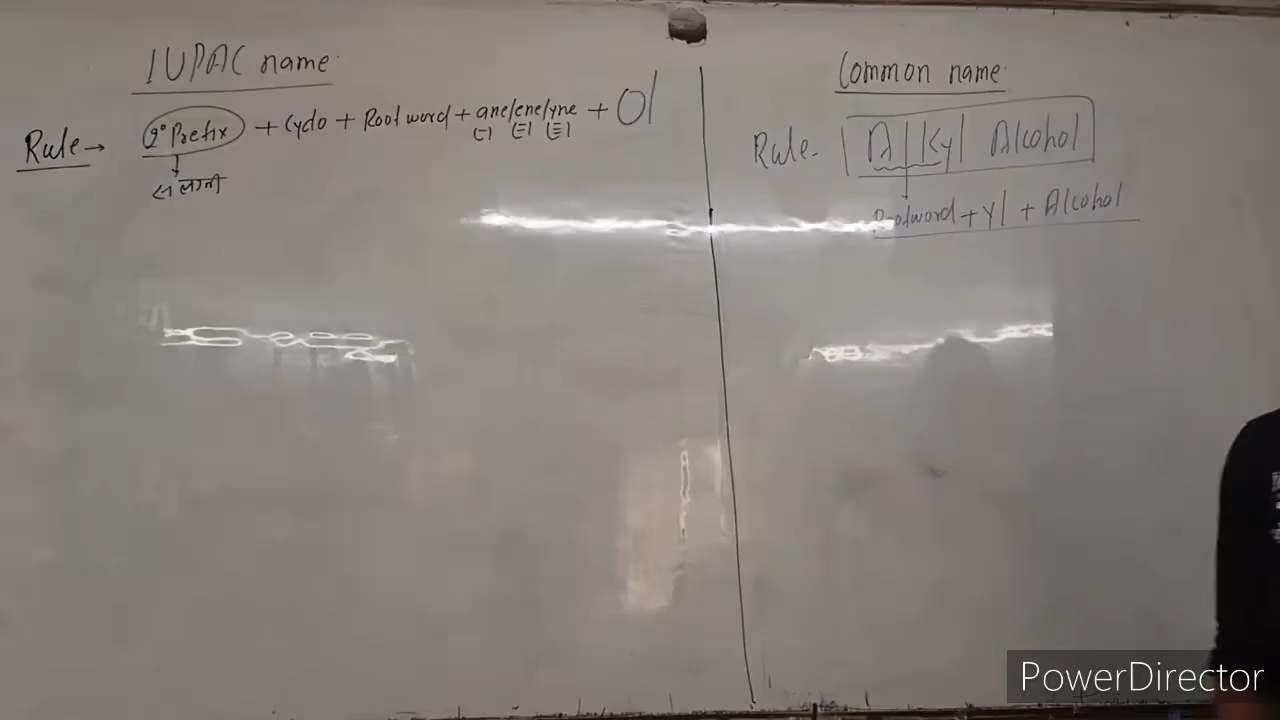 IUPAC name
Rule → 2° Prefix + Cyclo + Root word + ane/ene/yne + Ol
(-) (=) (≡)
संलग्नी
Common name
Rule - Alkyl Alcohol
Rootword + yl + Alcohol
PowerDirector